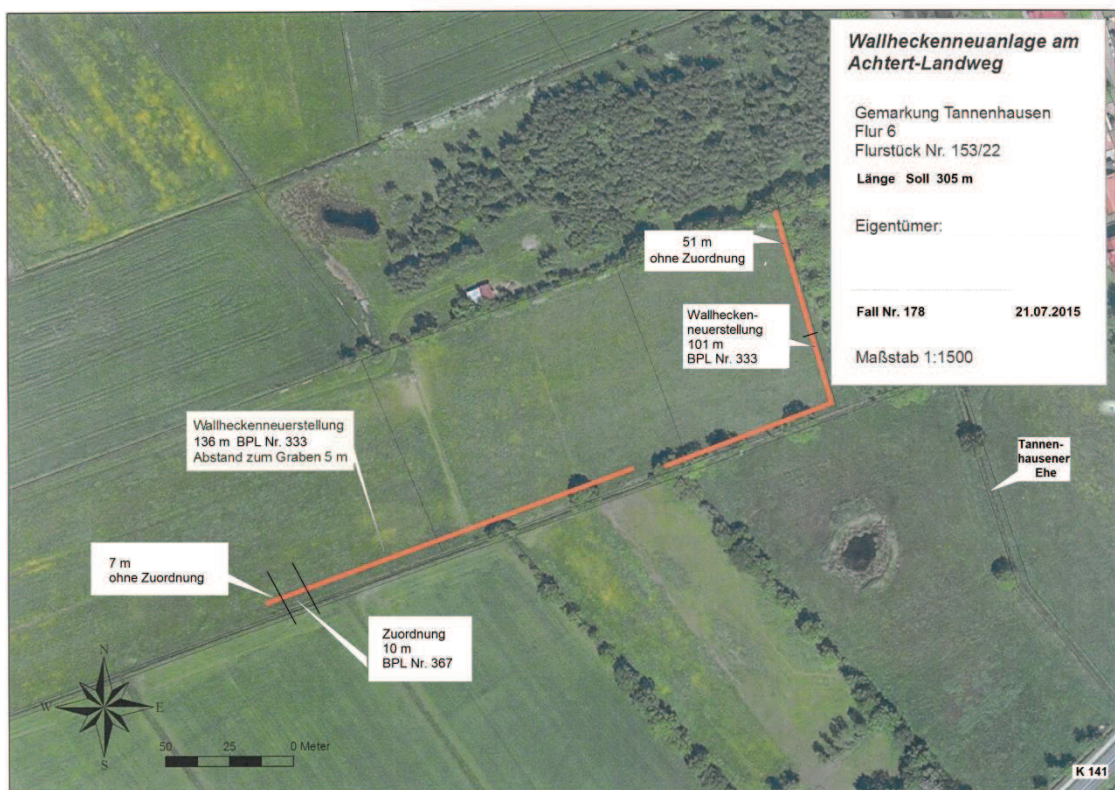 Wallheckenneuanlage am
Achtert-Landweg
Gemarkung Tannenhausen
Flur 6
Flurstück Nr. 153/22
Länge Soll 305 m
Eigentümer:
Fall Nr. 178 21.07.2015
Maßstab 1:1500
51 m
ohne Zuordnung
Wallhecken-
neuerstellung
101 m
BPL Nr. 333
Wallheckenneuerstellung
136 m BPL Nr. 333
Abstand zum Graben 5 m
Tannen-
hausener
Ehe
7 m
ohne Zuordnung
Zuordnung
10 m
BPL Nr. 367
N
W E
S
50 25 0 Meter
K 141